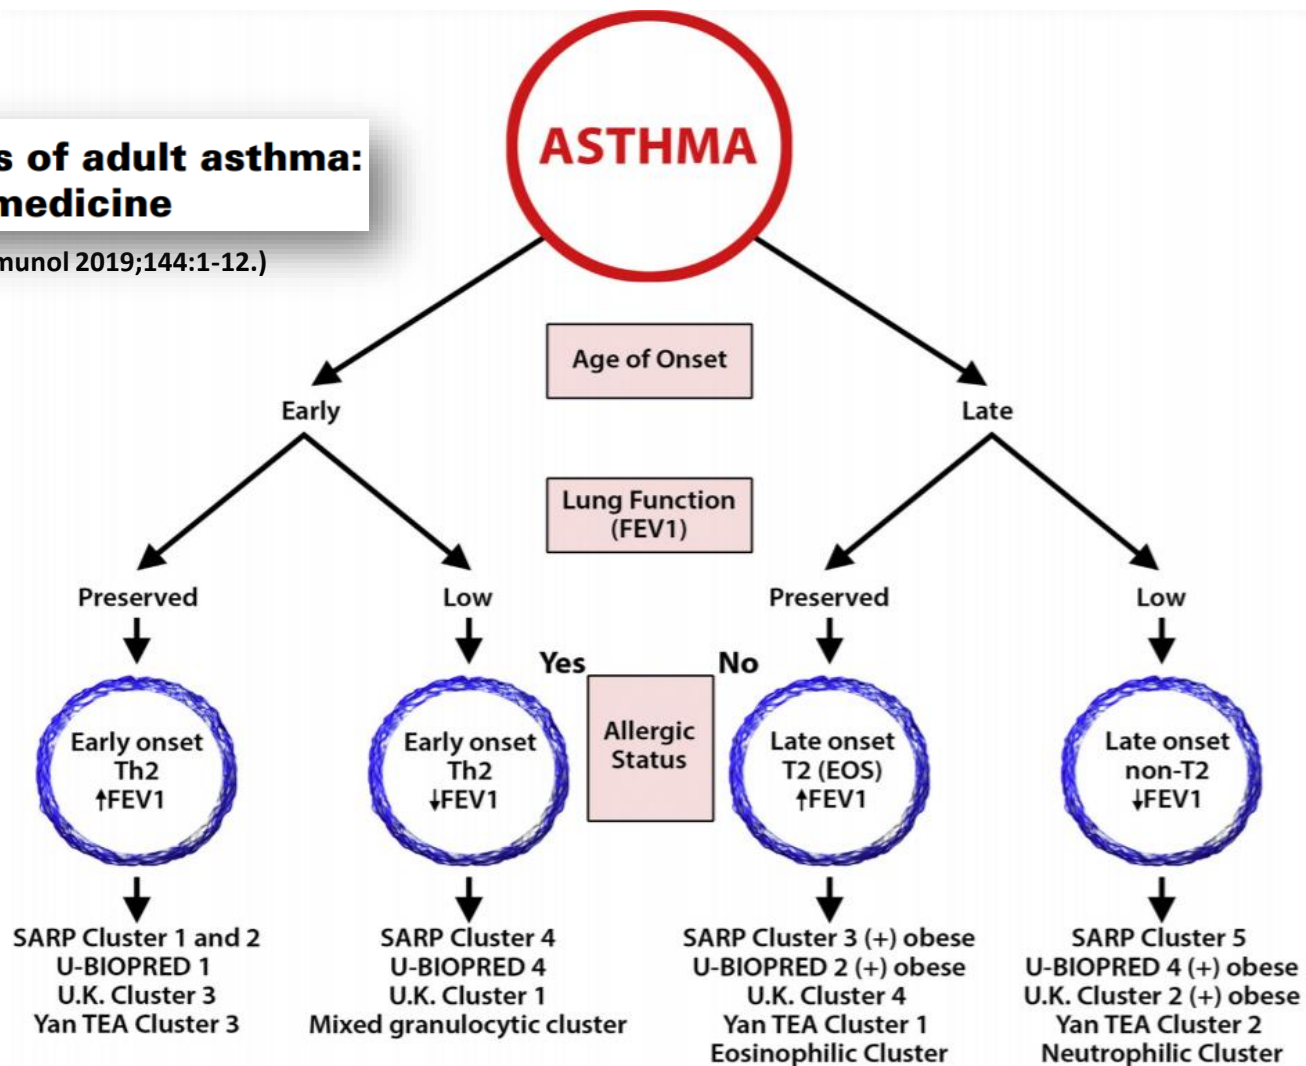 ASTHMA
s of adult asthma:
medicine
munol 2019;144:1-12.)
Age of Onset
Early
Late
Lung Function
(FEV1)
Preserved
Low
Preserved
Low
Yes
No
Allergic
Status
Early onset
Th2
↑FEV1
Early onset
Th2
↓FEV1
Late onset
T2 (EOS)
↑FEV1
Late onset
non-T2
↓FEV1
SARP Cluster 1 and 2
U-BIOPRED 1
U.K. Cluster 3
Yan TEA Cluster 3
SARP Cluster 4
U-BIOPRED 4
U.K. Cluster 1
Mixed granulocytic cluster
SARP Cluster 3 (+) obese
U-BIOPRED 2 (+) obese
U.K. Cluster 4
Yan TEA Cluster 1
Eosinophilic Cluster
SARP Cluster 5
U-BIOPRED 4 (+) obese
U.K. Cluster 2 (+) obese
Yan TEA Cluster 2
Neutrophilic Cluster